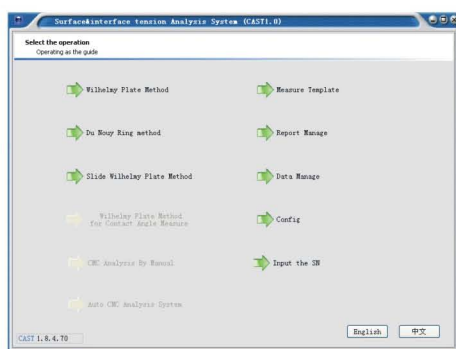 Surface&interface tension Analysis System (CAST1.0)
Select the operation
Operating as the guide
Wilhelmy Plate Method
Measure Template
Du Nouy Ring method
Report Manage
Slide Wilhelmy Plate Method
Data Manage
Wilhelmy Plate Method
for Contact Angle Measure
Config
CMC Analysis By Manual
Input the SN
Auto CMC Analysis System
English
中文
CAST 1.8.4.70